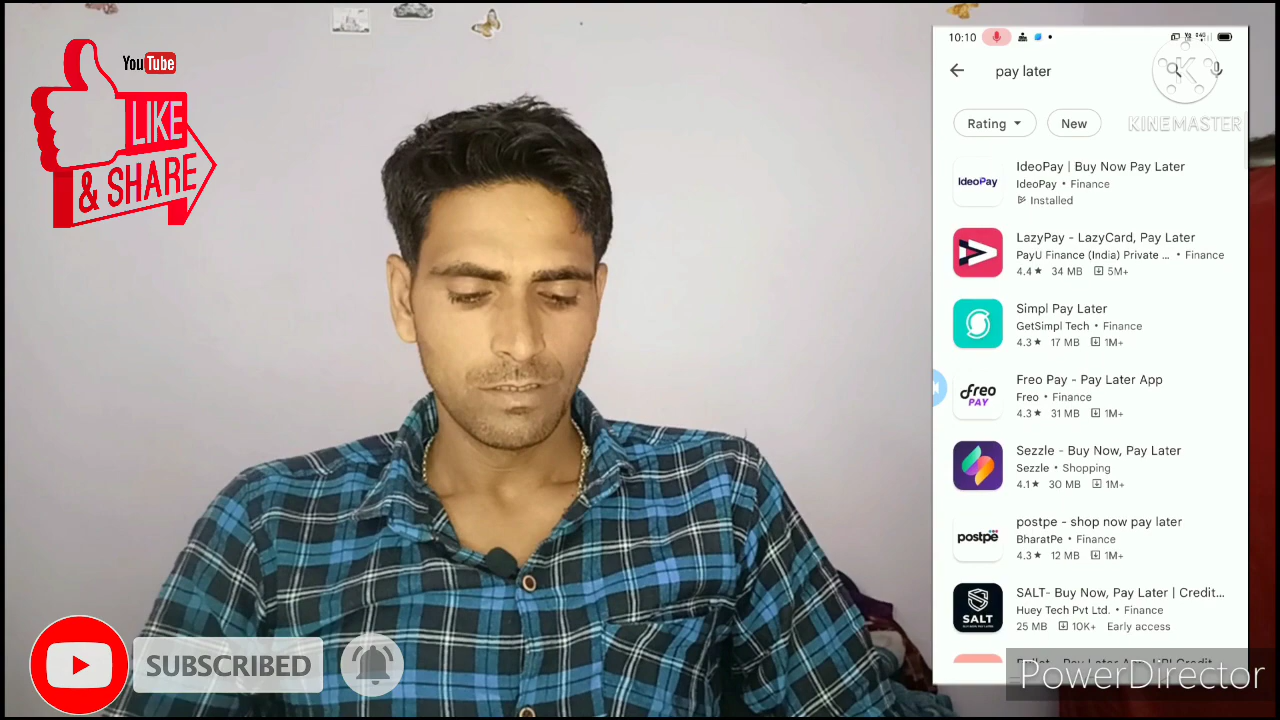 YouTube
LIKE
& SHARE
SUBSCRIBED
10:10
pay later
KINEMASTER
Rating
New
IdeoPay
IdeoPay | Buy Now Pay Later
IdeoPay • Finance
Installed
LazyPay - LazyCard, Pay Later
PayU Finance (India) Private ... • Finance
4.4★ 34 MB 5M+
Simpl Pay Later
GetSimpl Tech • Finance
4.3★ 17 MB 1M+
freo
PAY
Freo Pay - Pay Later App
Freo • Finance
4.3★ 31 MB 1M+
Sezzle - Buy Now, Pay Later
Sezzle • Shopping
4.1★ 30 MB 1M+
postpe
postpe - shop now pay later
BharatPe • Finance
4.3★ 12 MB 1M+
SALT
SALT- Buy Now, Pay Later | Credit...
Huey Tech Pvt Ltd. • Finance
25 MB 10K+ Early access
PowerDirector